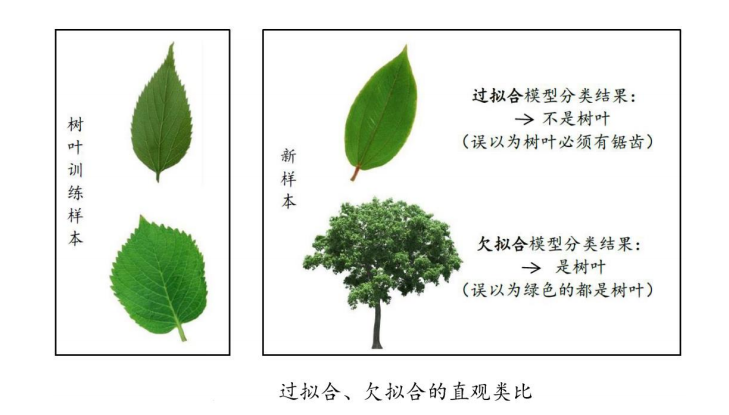 树叶训练样本
新样本
过拟合模型分类结果：
→ 不是树叶
（误以为树叶必须有锯齿）
欠拟合模型分类结果：
→ 是树叶
（误以为绿色的都是树叶）
过拟合、欠拟合的直观类比